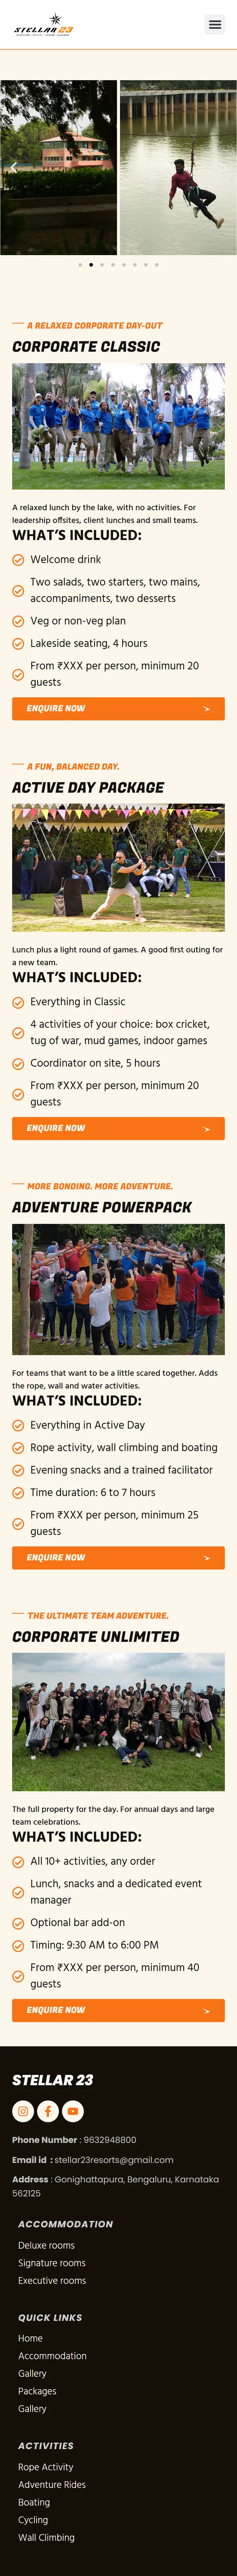 STELLAR 23
A RELAXED CORPORATE DAY-OUT
CORPORATE CLASSIC
A relaxed lunch by the lake, with no activities. For
leadership offsites, client lunches and small teams.
WHAT'S INCLUDED:
Welcome drink
Two salads, two starters, two mains,
accompaniments, two desserts
Veg or non-veg plan
Lakeside seating, 4 hours
From ₹XXX per person, minimum 20
guests
ENQUIRE NOW
A FUN, BALANCED DAY.
ACTIVE DAY PACKAGE
Lunch plus a light round of games. A good first outing for
a new team.
WHAT'S INCLUDED:
Everything in Classic
4 activities of your choice: box cricket,
tug of war, mud games, indoor games
Coordinator on site, 5 hours
From ₹XXX per person, minimum 20
guests
ENQUIRE NOW
MORE BONDING. MORE ADVENTURE.
ADVENTURE POWERPACK
For teams that want to be a little scared together. Adds
the rope, wall and water activities.
WHAT'S INCLUDED:
Everything in Active Day
Rope activity, wall climbing and boating
Evening snacks and a trained facilitator
Time duration: 6 to 7 hours
From ₹XXX per person, minimum 25
guests
ENQUIRE NOW
THE ULTIMATE TEAM ADVENTURE.
CORPORATE UNLIMITED
The full property for the day. For annual days and large
team celebrations.
WHAT'S INCLUDED:
All 10+ activities, any order
Lunch, snacks and a dedicated event
manager
Optional bar add-on
Timing: 9:30 AM to 6:00 PM
From ₹XXX per person, minimum 40
guests
ENQUIRE NOW
STELLAR 23
Phone Number : 9632948800
Email id : stellar23resorts@gmail.com
Address : Gonighattapura, Bengaluru, Karnataka
562125
ACCOMMODATION
Deluxe rooms
Signature rooms
Executive rooms
QUICK LINKS
Home
Accommodation
Gallery
Packages
Gallery
ACTIVITIES
Rope Activity
Adventure Rides
Boating
Cycling
Wall Climbing